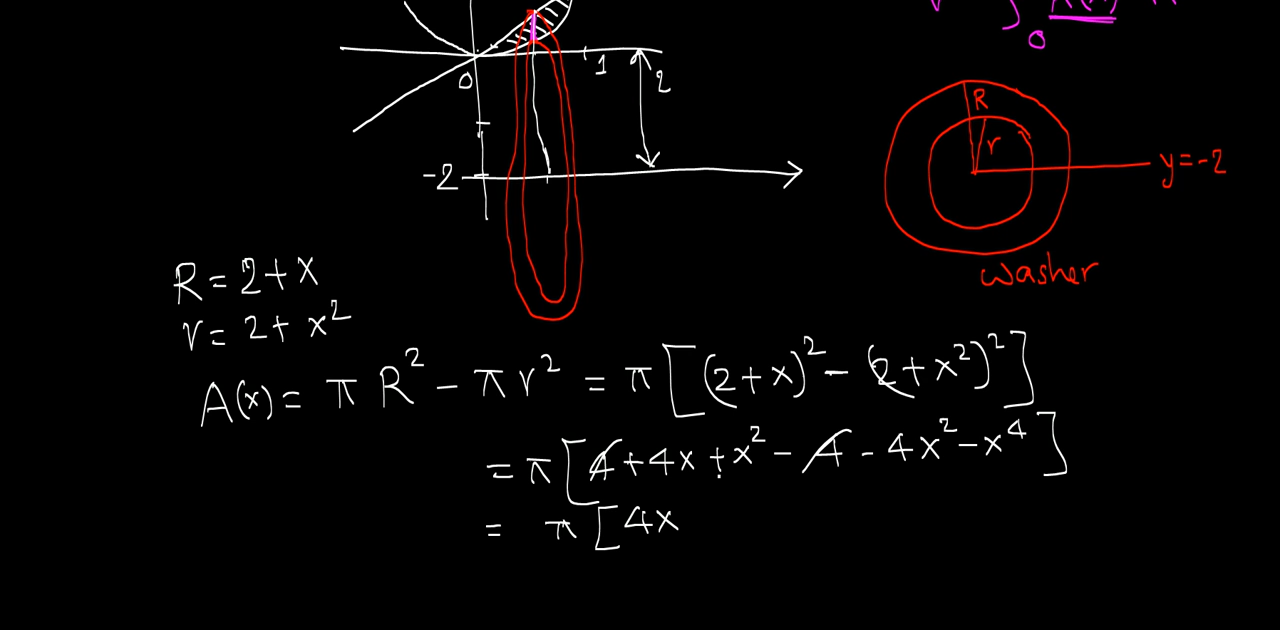 0
0
1
2
-2
R
r
y=-2
washer
R = 2 + x
r = 2 + x²
A(x) = π R² - π r² = π [(2+x)² - (2+x²)²]
= π [4 + 4x + x² - 4 - 4x² - x⁴]
= π [4x